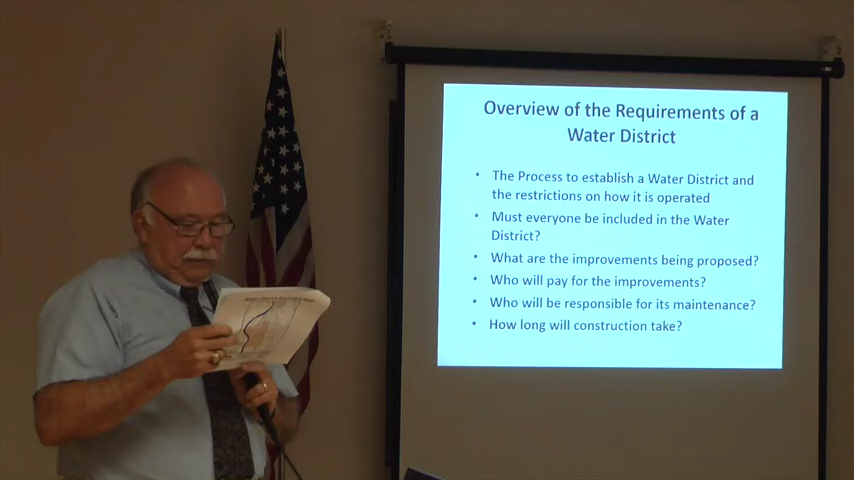 Overview of the Requirements of a
Water District
• The Process to establish a Water District and
the restrictions on how it is operated
• Must everyone be included in the Water
District?
• What are the improvements being proposed?
• Who will pay for the improvements?
• Who will be responsible for its maintenance?
• How long will construction take?